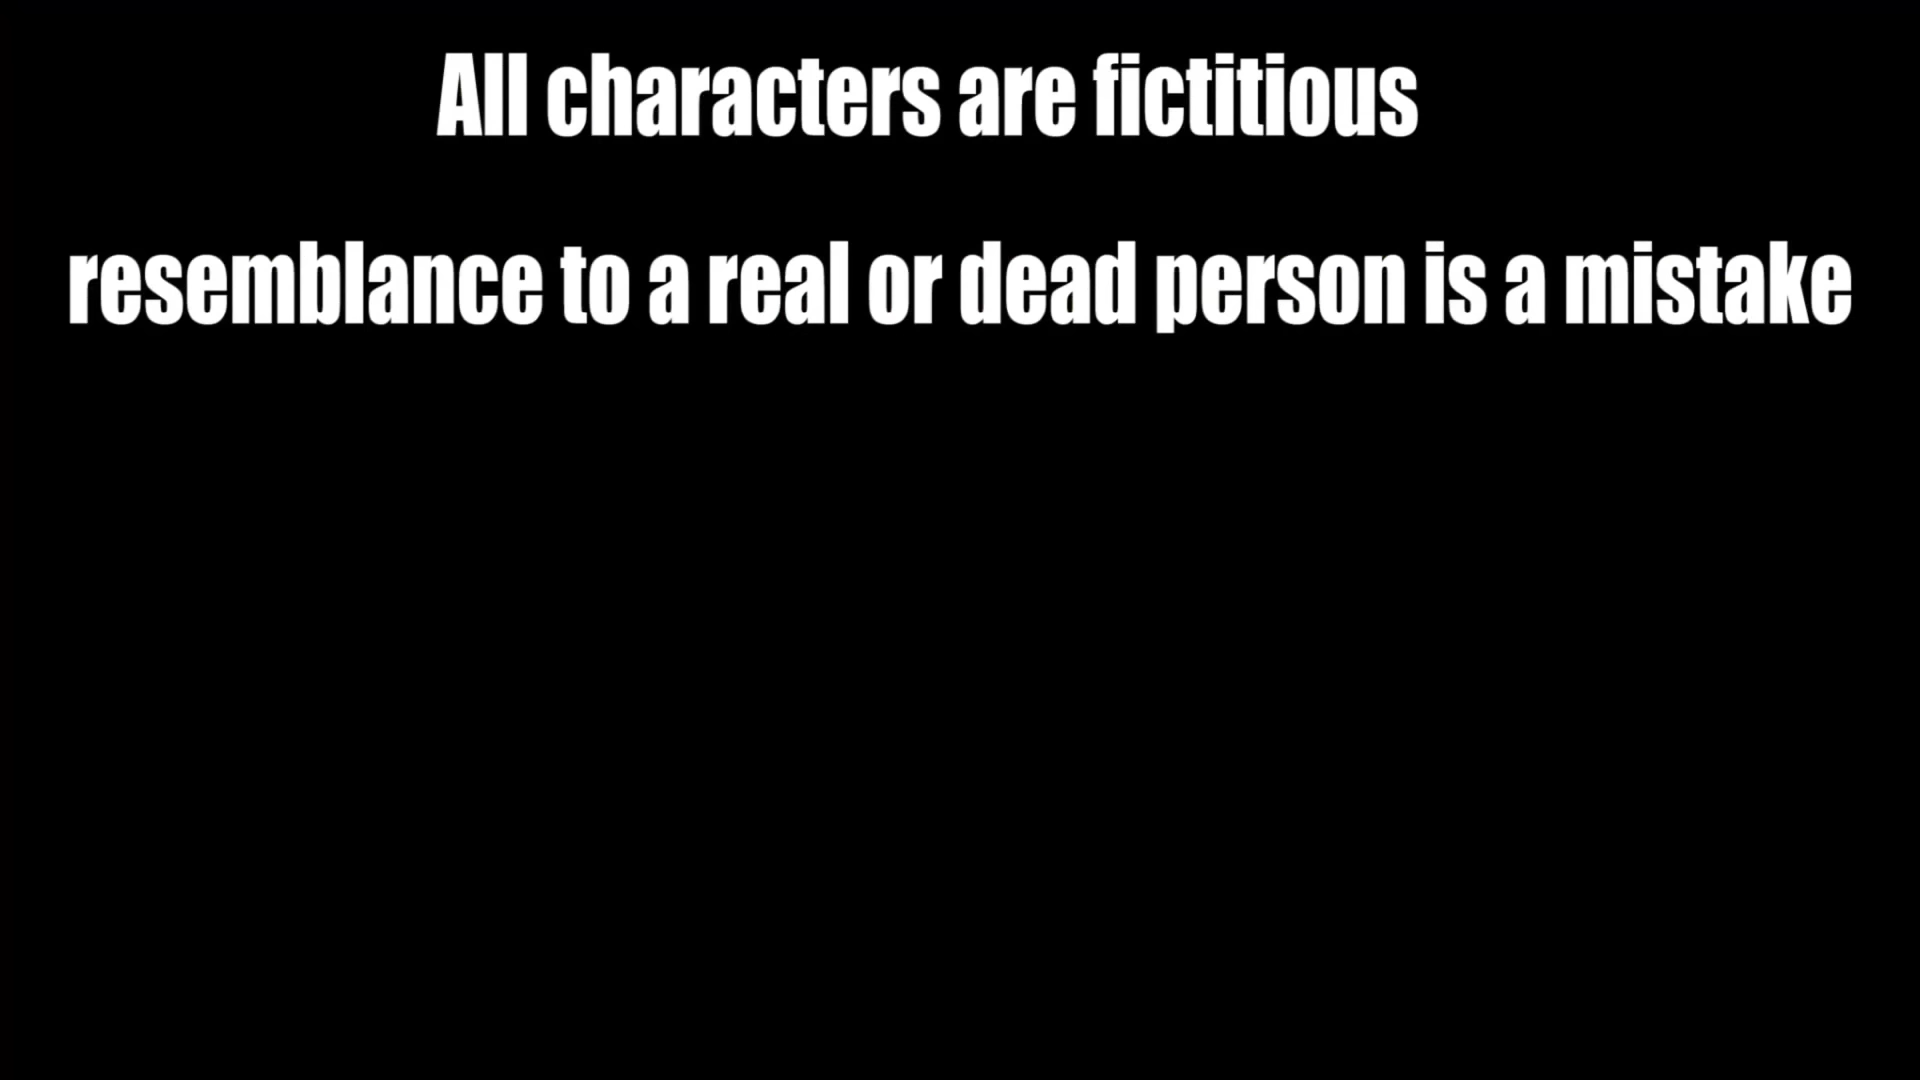 All characters are fictitious
resemblance to a real or dead person is a mistake